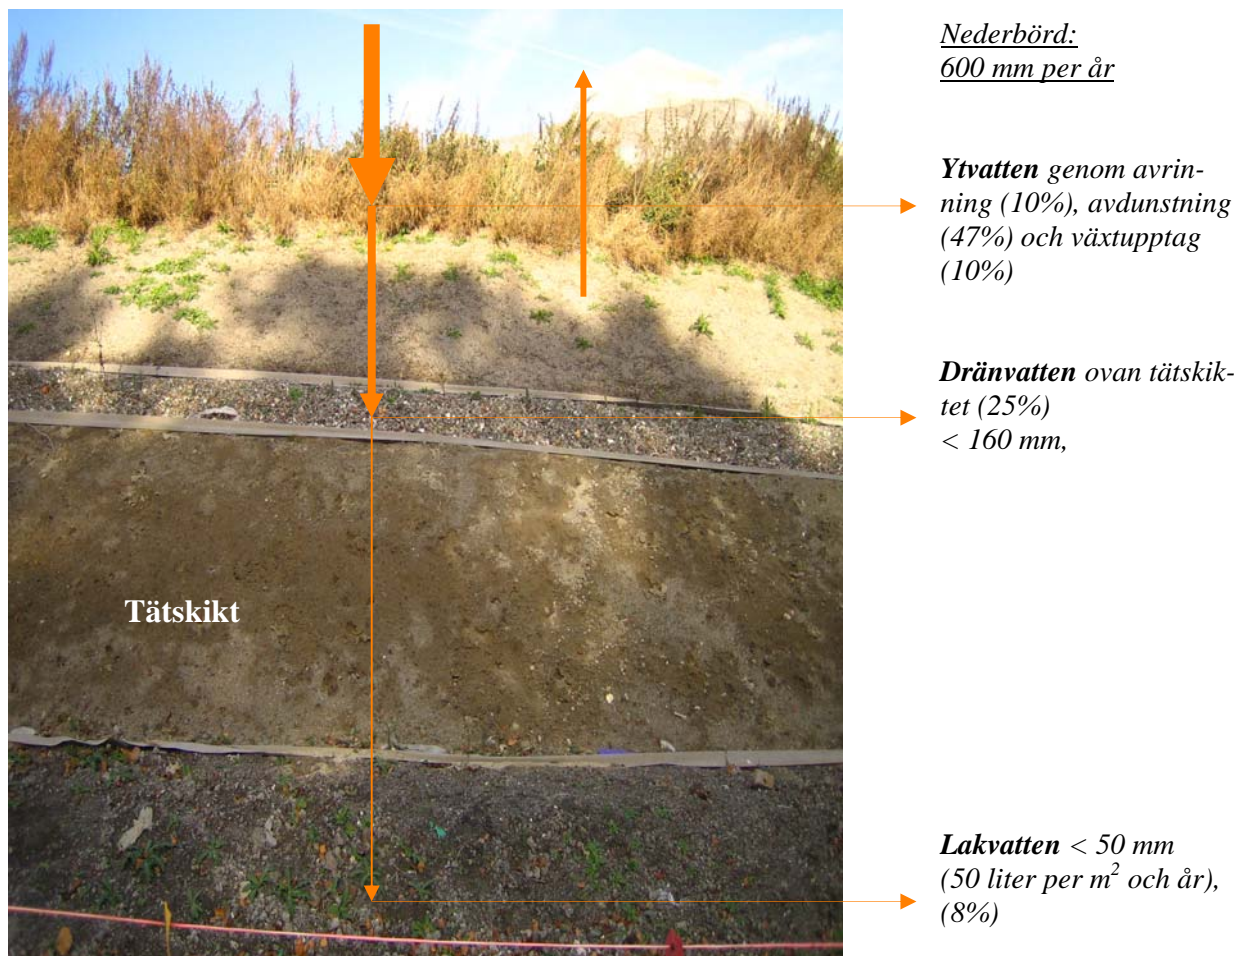 Nederbörd:
600 mm per år
Ytvatten genom avrin-
ning (10%), avdunstning
(47%) och växtupptag
(10%)
Dränvatten ovan tätskik-
tet (25%)
< 160 mm,
Tätskikt
Lakvatten < 50 mm
(50 liter per m² och år),
(8%)